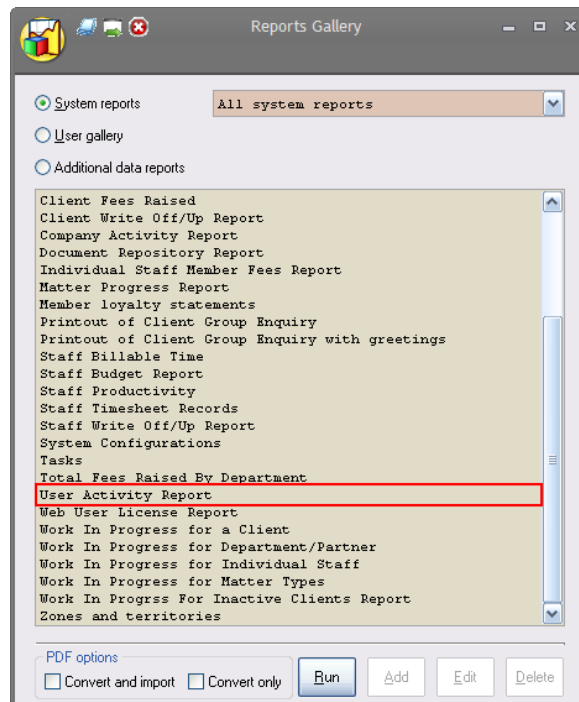 Reports Gallery
System reports
All system reports
User gallery
Additional data reports
Client Fees Raised
Client Write Off/Up Report
Company Activity Report
Document Repository Report
Individual Staff Member Fees Report
Matter Progress Report
Member loyalty statements
Printout of Client Group Enquiry
Printout of Client Group Enquiry with greetings
Staff Billable Time
Staff Budget Report
Staff Productivity
Staff Timesheet Records
Staff Write Off/Up Report
System Configurations
Tasks
Total Fees Raised By Department
User Activity Report
Web User License Report
Work In Progress for a Client
Work In Progress for Department/Partner
Work In Progress for Individual Staff
Work In Progress for Matter Types
Work In Progrss For Inactive Clients Report
Zones and territories
PDF options
Convert and import Convert only Run Add Edit Delete